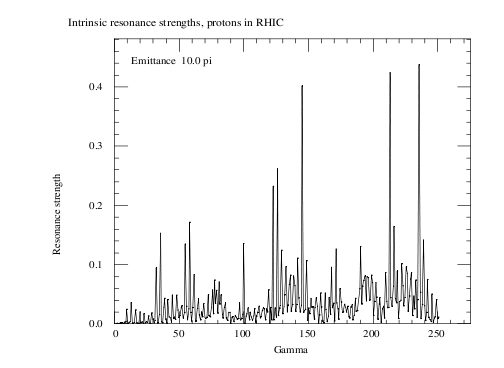 Intrinsic resonance strengths, protons in RHIC
Emittance 10.0 pi
0.4
0.3
0.2
0.1
0.0
Resonance strength
0 50 100 150 200 250
Gamma